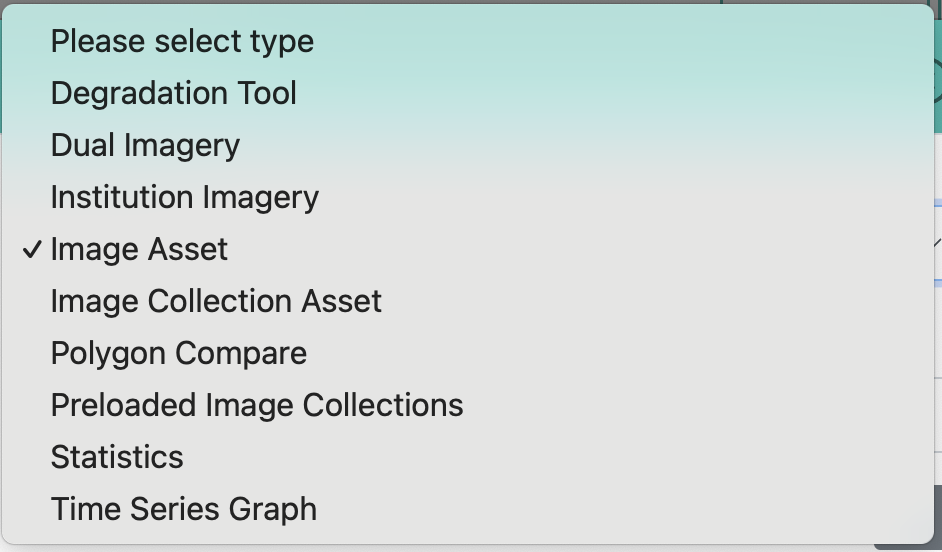 Please select type
Degradation Tool
Dual Imagery
Institution Imagery
✓ Image Asset
Image Collection Asset
Polygon Compare
Preloaded Image Collections
Statistics
Time Series Graph